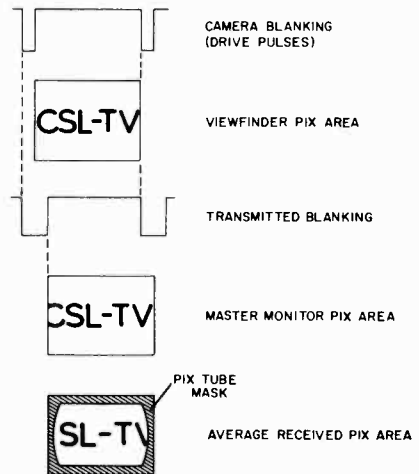 CAMERA BLANKING
(DRIVE PULSES)
CSL-TV
VIEWFINDER PIX AREA
TRANSMITTED BLANKING
CSL-TV
MASTER MONITOR PIX AREA
PIX TUBE
MASK
SL-TV
AVERAGE RECEIVED PIX AREA